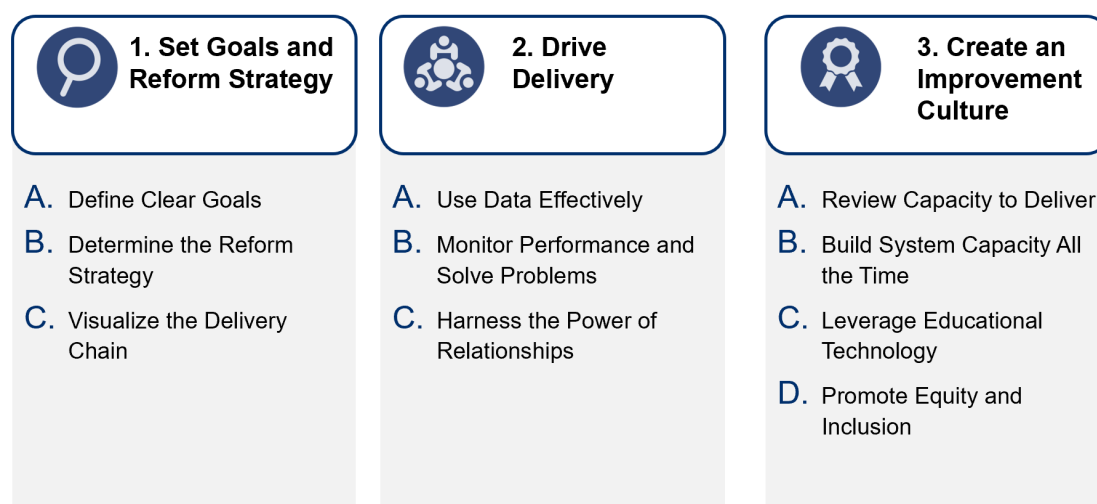 1. Set Goals and
Reform Strategy
A. Define Clear Goals
B. Determine the Reform
Strategy
C. Visualize the Delivery
Chain
2. Drive
Delivery
A. Use Data Effectively
B. Monitor Performance and
Solve Problems
C. Harness the Power of
Relationships
3. Create an
Improvement
Culture
A. Review Capacity to Deliver
B. Build System Capacity All
the Time
C. Leverage Educational
Technology
D. Promote Equity and
Inclusion